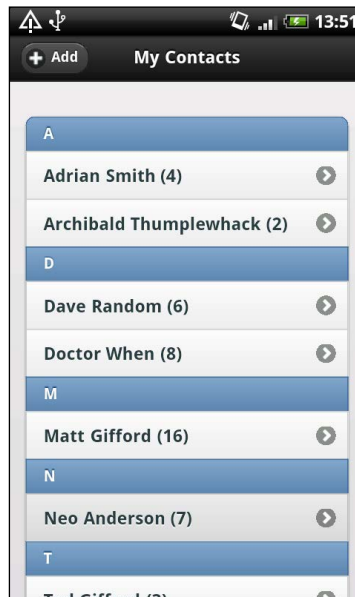 13:51
Add
My Contacts
A
Adrian Smith (4)
Archibald Thumplewhack (2)
D
Dave Random (6)
Doctor When (8)
M
Matt Gifford (16)
N
Neo Anderson (7)
T